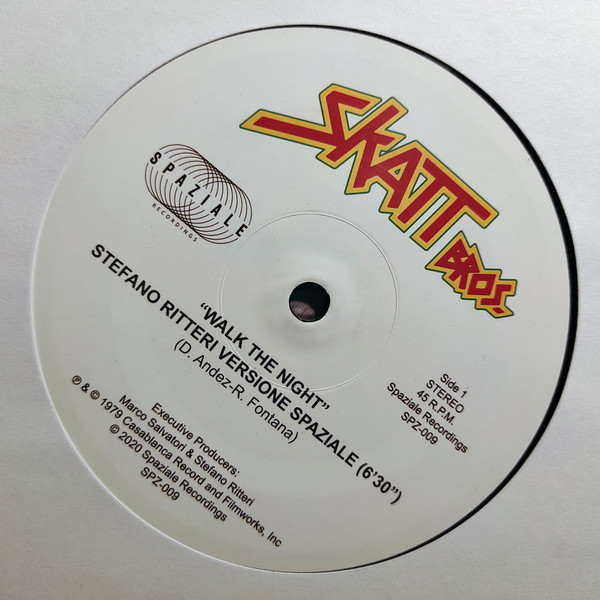 SKATT
BROS.
SPAZIALE
RECORDINGS
"WALK THE NIGHT"
STEFANO RITTERI VERSIONE SPAZIALE (6'30")
(D. Andez-R. Fontana)
Side 1
STEREO
45 R.P.M.
Spaziale Recordings
SPZ-009
Executive Producers:
Marco Salvatori & Stefano Ritteri
℗ & © 1979 Casablanca Record and Filmworks, Inc
© 2020 Spaziale Recordings
SPZ-009